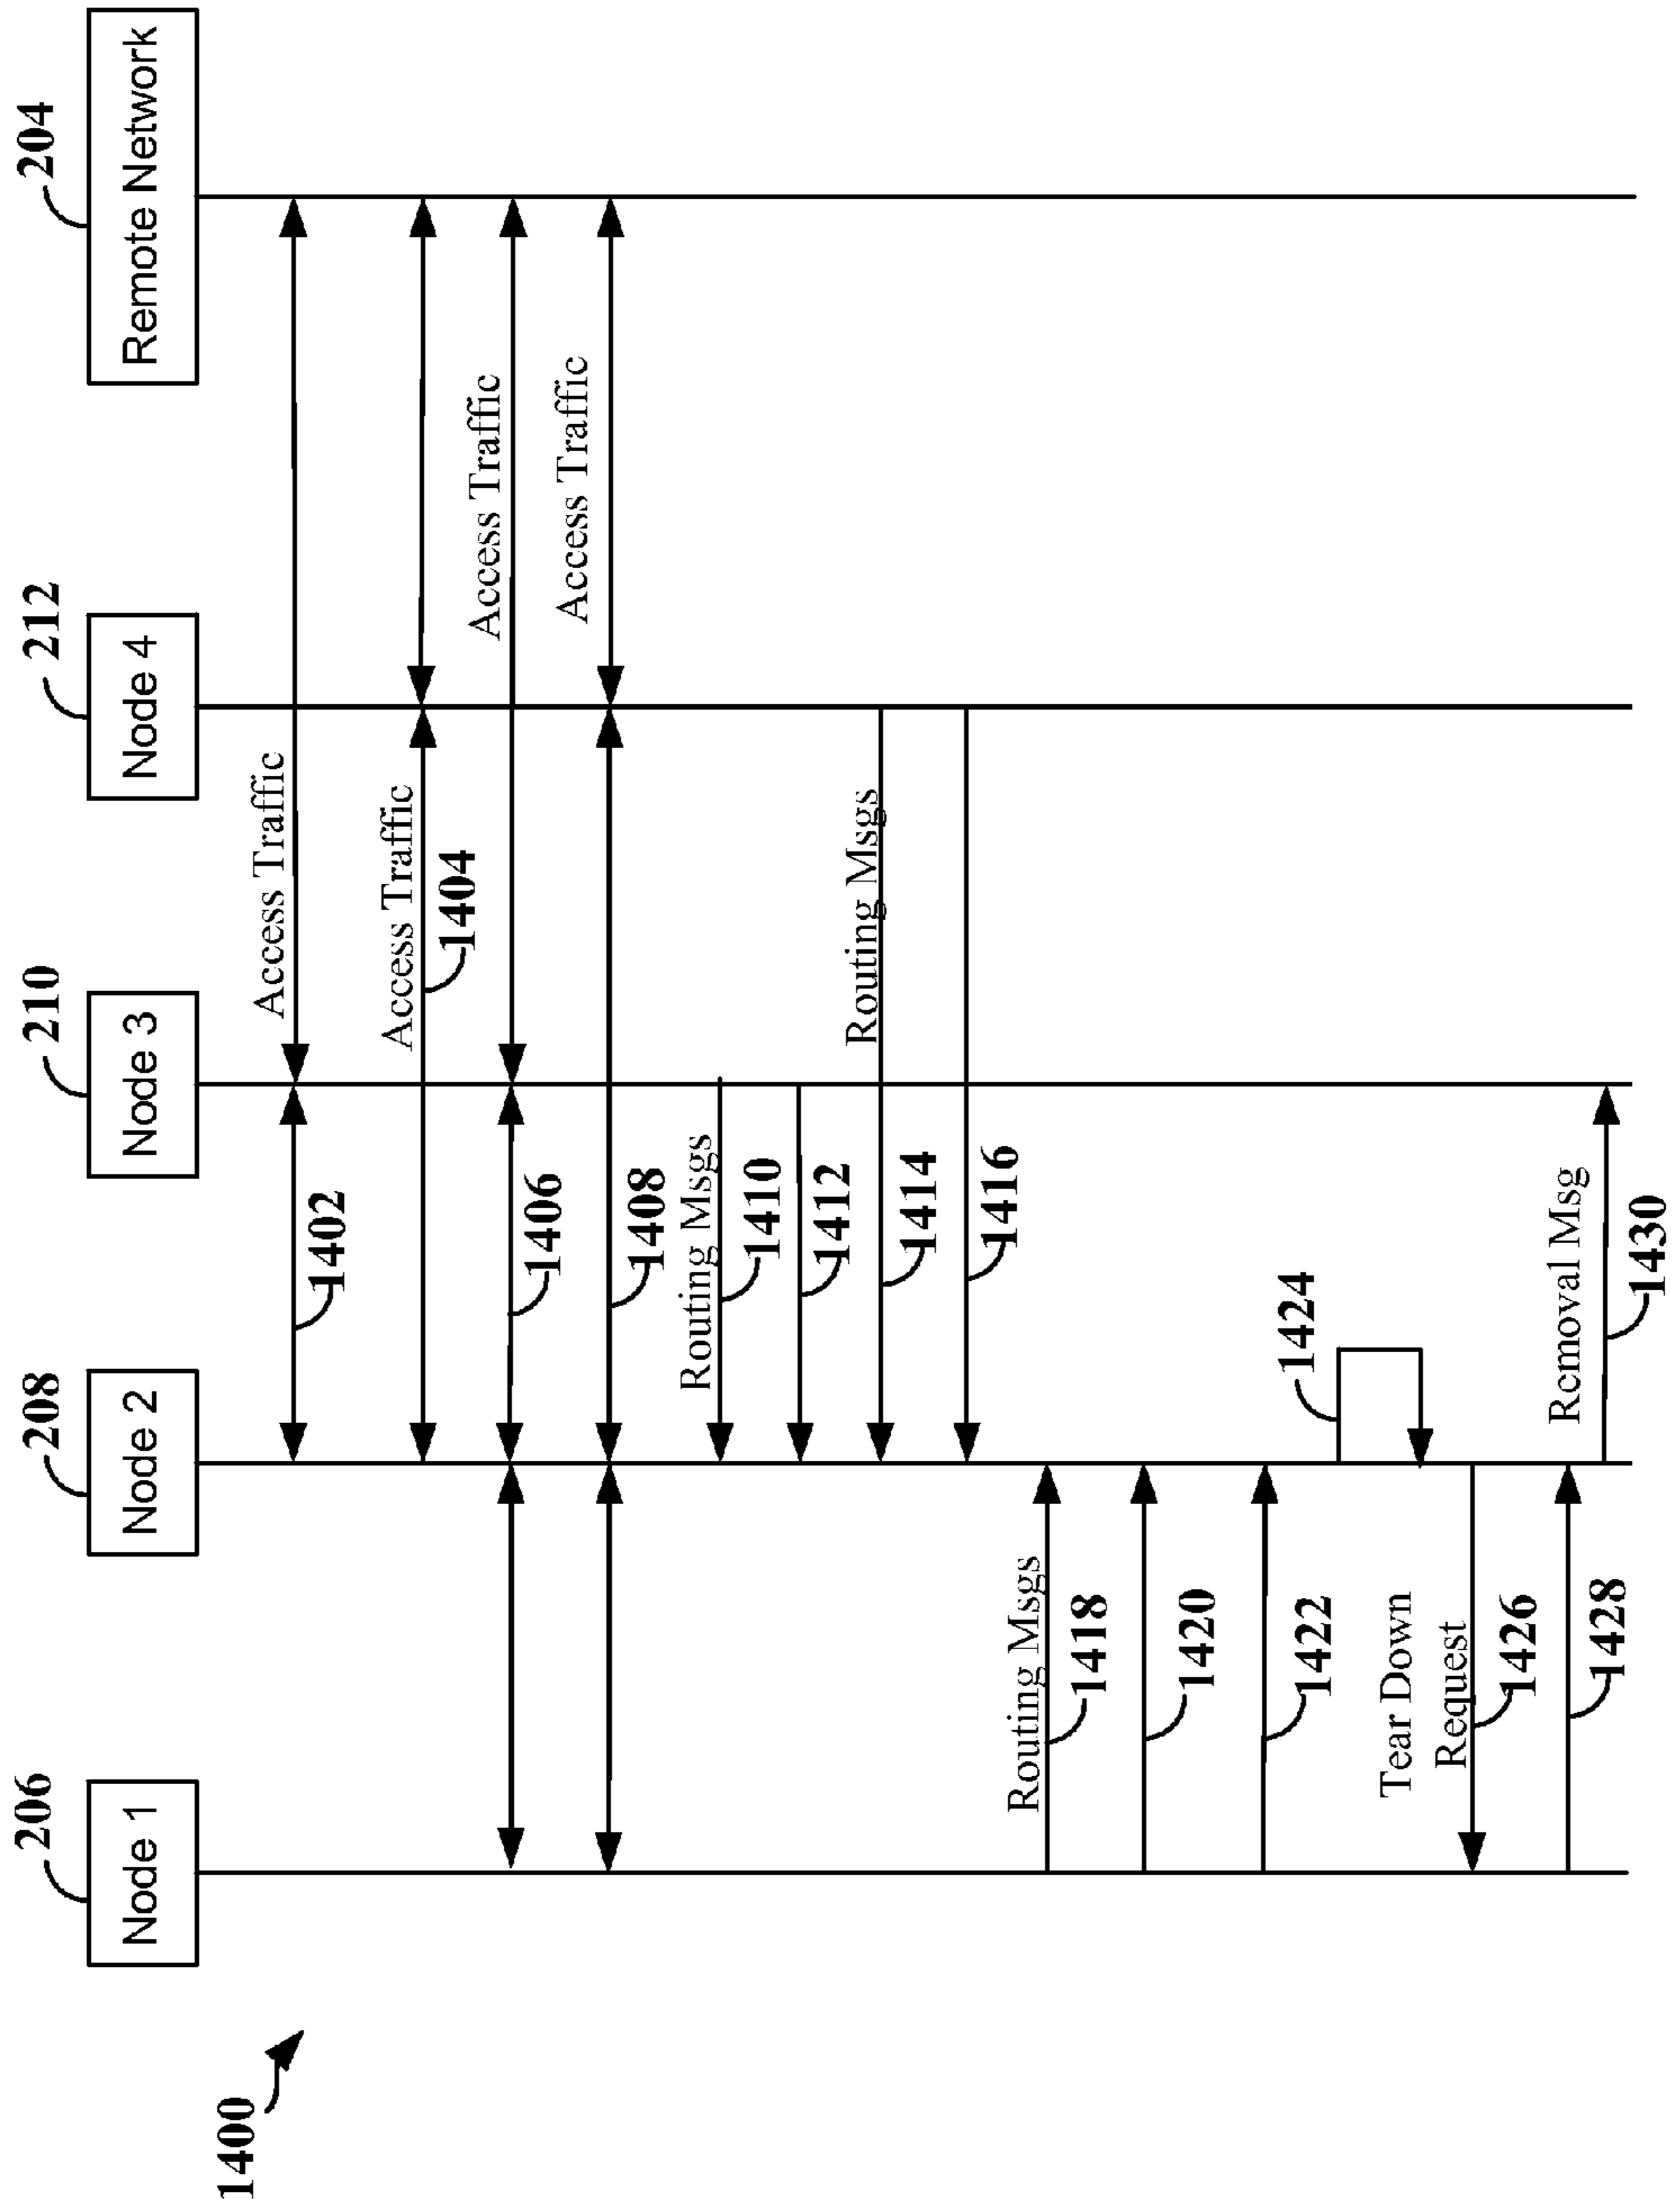 1400
206
208
210
212
204
Node 1
Node 2
Node 3
Node 4
Remote Network
Access Traffic
1402
Access Traffic
1404
Access Traffic
1406
Access Traffic
1408
Routing Msgs
1410
1412
Routing Msgs
1414
1416
Routing Msgs
1418
1420
1422
1424
Tear Down
Request
1426
1428
Removal Msg
1430